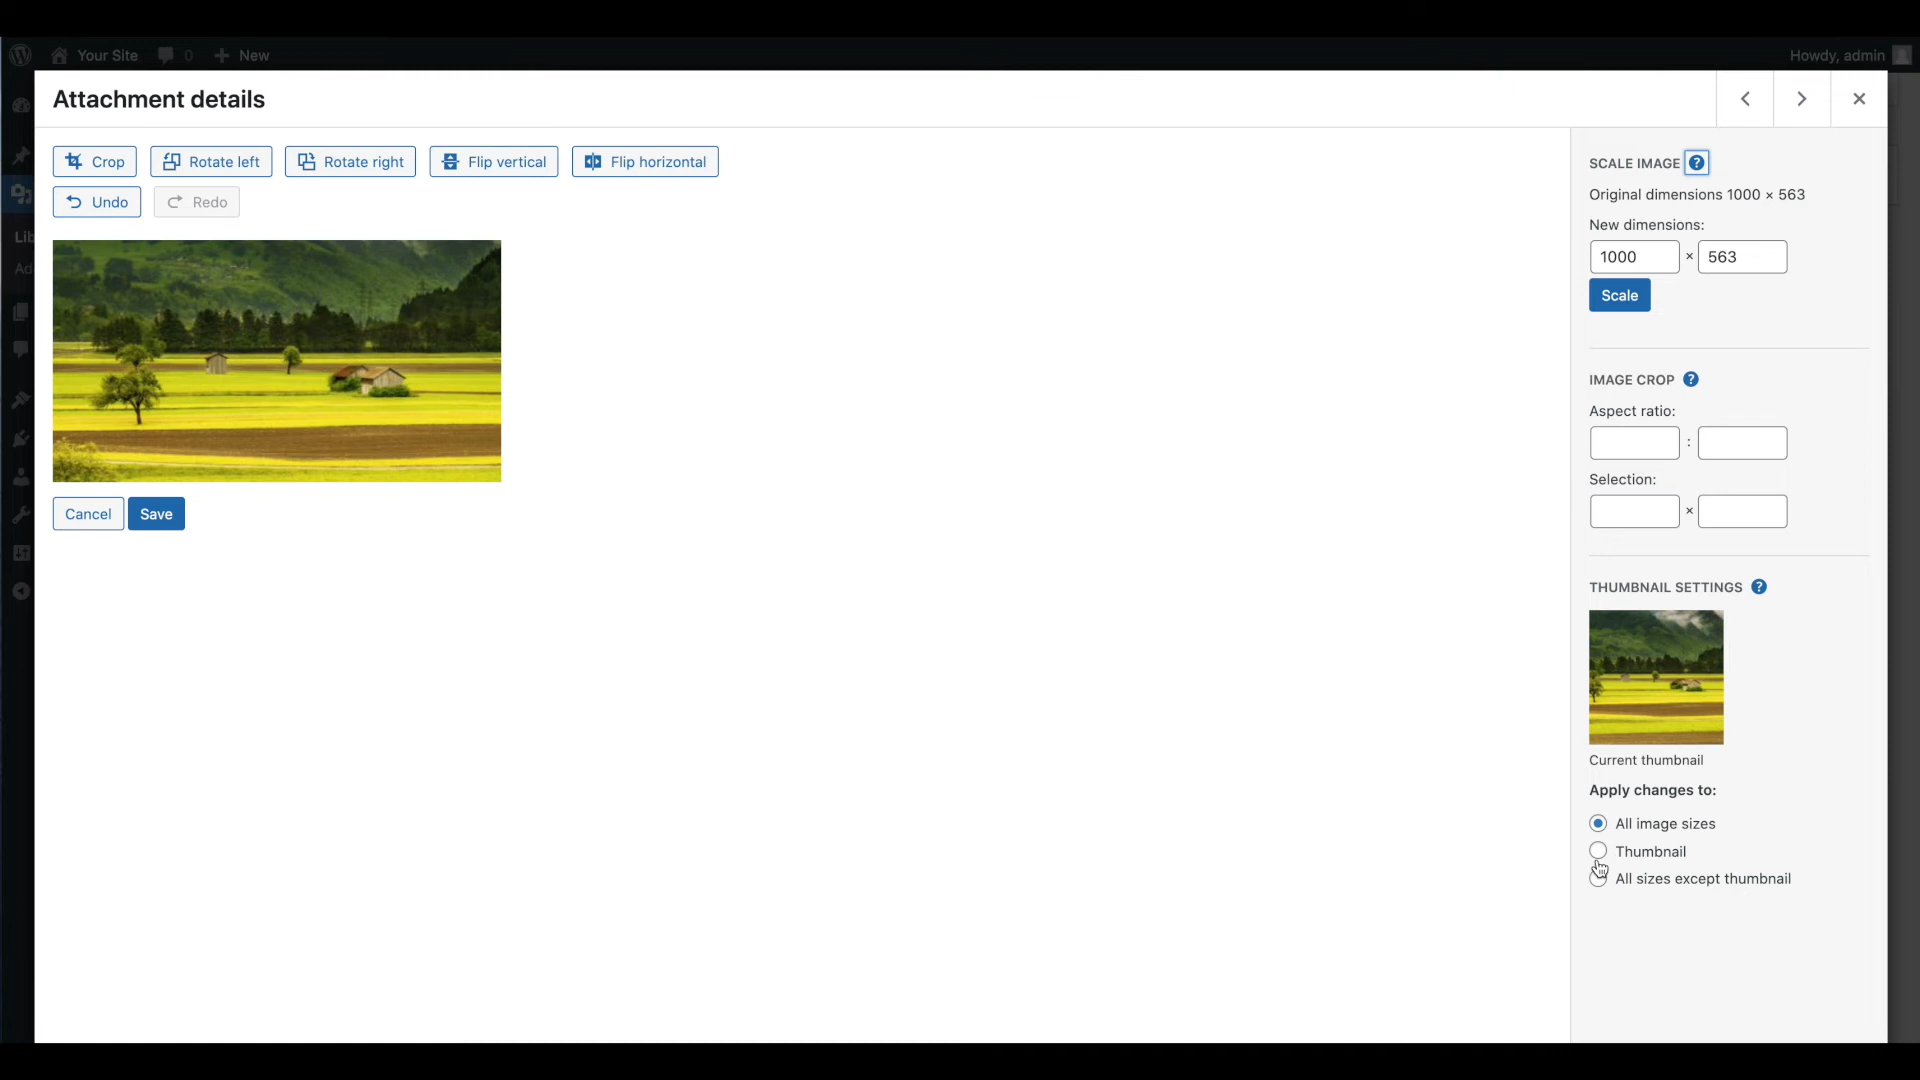 Your Site 0 New
Howdy, admin
Attachment details
Crop Rotate left Rotate right Flip vertical Flip horizontal
Undo Redo
Cancel Save
SCALE IMAGE ?
Original dimensions 1000 × 563
New dimensions:
1000 × 563
Scale
IMAGE CROP ?
Aspect ratio:
:
Selection:
×
THUMBNAIL SETTINGS ?
Current thumbnail
Apply changes to:
All image sizes
Thumbnail
All sizes except thumbnail
Lib
Ad